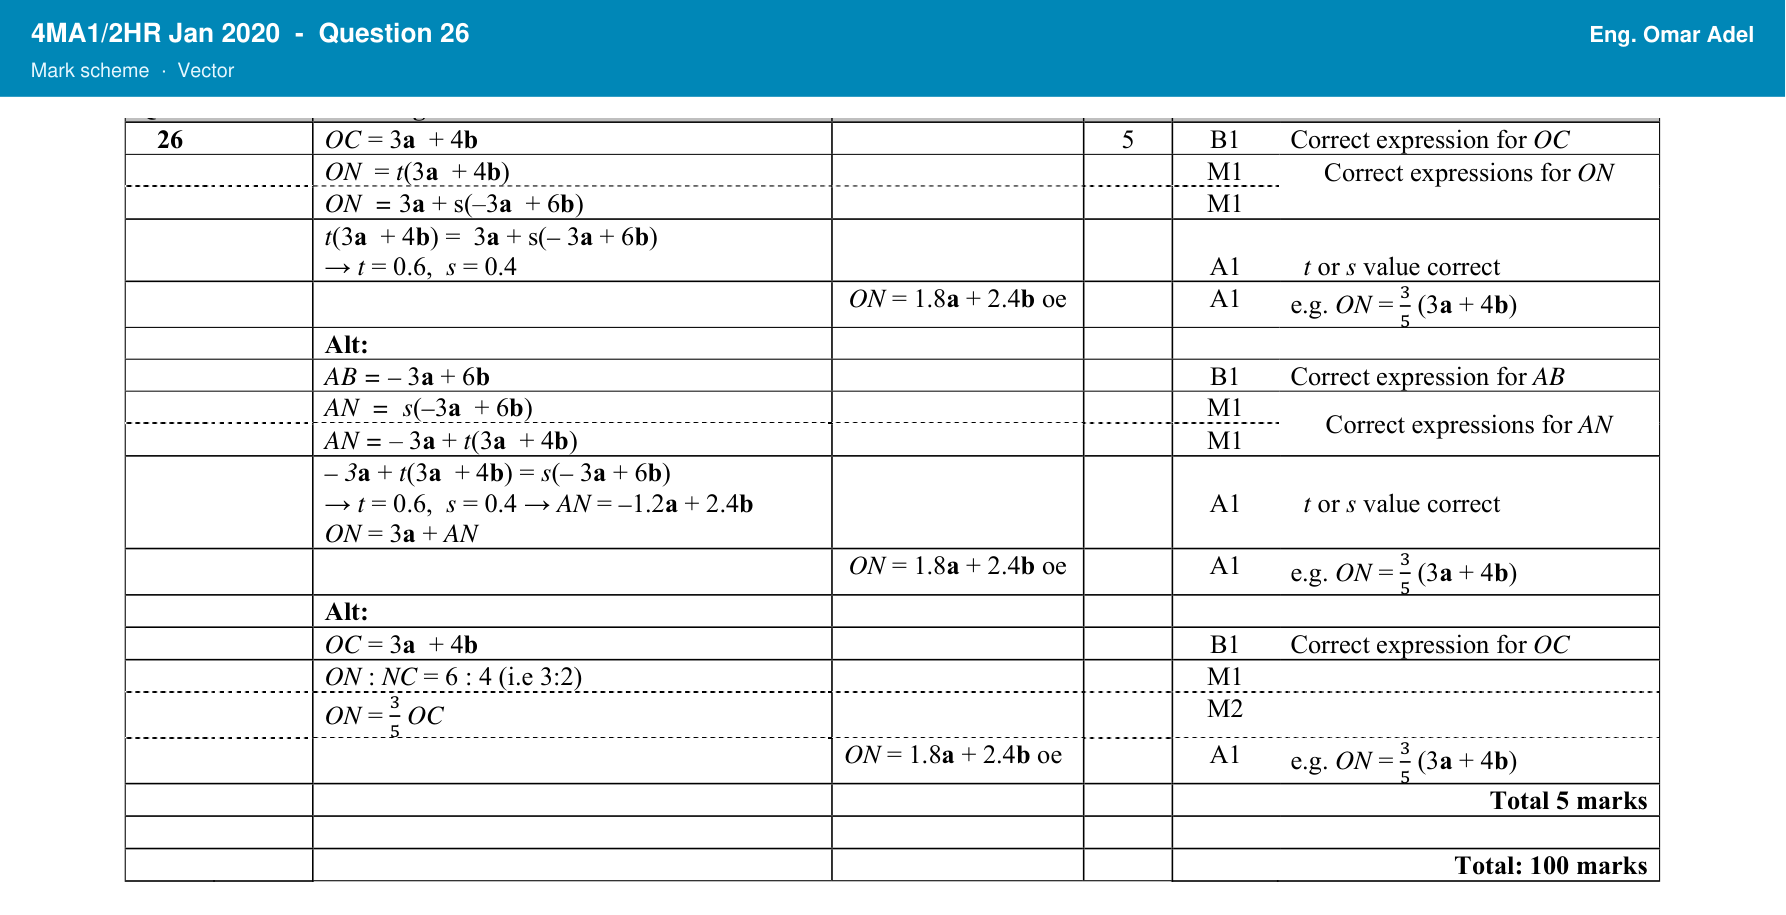 4MA1/2HR Jan 2020 - Question 26
Eng. Omar Adel
Mark scheme · Vector
26 OC = 3a + 4b 5 B1 Correct expression for OC
ON = t(3a + 4b) M1 Correct expressions for ON
ON = 3a + s(–3a + 6b) M1
t(3a + 4b) = 3a + s(– 3a + 6b)
→ t = 0.6, s = 0.4 A1 t or s value correct
ON = 1.8a + 2.4b oe A1 e.g. ON = 3/5 (3a + 4b)
Alt:
AB = – 3a + 6b B1 Correct expression for AB
AN = s(–3a + 6b) M1 Correct expressions for AN
AN = – 3a + t(3a + 4b) M1
– 3a + t(3a + 4b) = s(– 3a + 6b)
→ t = 0.6, s = 0.4 → AN = –1.2a + 2.4b A1 t or s value correct
ON = 3a + AN
ON = 1.8a + 2.4b oe A1 e.g. ON = 3/5 (3a + 4b)
Alt:
OC = 3a + 4b B1 Correct expression for OC
ON : NC = 6 : 4 (i.e 3:2) M1
ON = 3/5 OC M2
ON = 1.8a + 2.4b oe A1 e.g. ON = 3/5 (3a + 4b)
Total 5 marks
Total: 100 marks